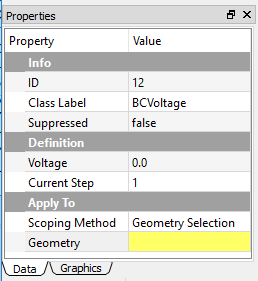 Properties
Property Value
Info
ID 12
Class Label BCVoltage
Suppressed false
Definition
Voltage 0.0
Current Step 1
Apply To
Scoping Method Geometry Selection
Geometry
Data Graphics